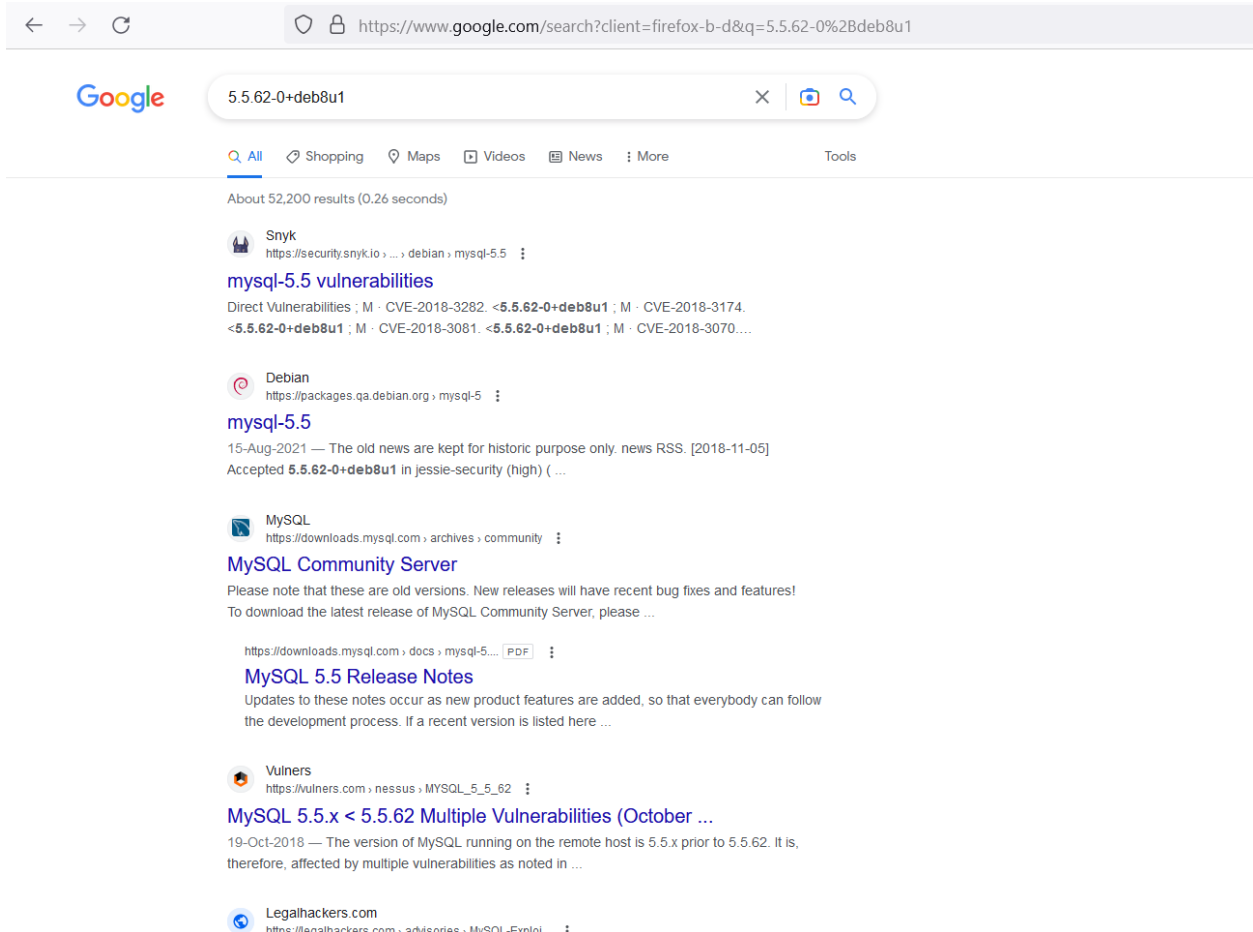 https://www.google.com/search?client=firefox-b-d&q=5.5.62-0%2Bdeb8u1
Google
5.5.62-0+deb8u1
All Shopping Maps Videos News More Tools
About 52,200 results (0.26 seconds)
Snyk
https://security.snyk.io › ... › debian › mysql-5.5
mysql-5.5 vulnerabilities
Direct Vulnerabilities ; M · CVE-2018-3282. <5.5.62-0+deb8u1 ; M · CVE-2018-3174.
<5.5.62-0+deb8u1 ; M · CVE-2018-3081. <5.5.62-0+deb8u1 ; M · CVE-2018-3070....
Debian
https://packages.qa.debian.org › mysql-5
mysql-5.5
15-Aug-2021 — The old news are kept for historic purpose only. news RSS. [2018-11-05]
Accepted 5.5.62-0+deb8u1 in jessie-security (high) ( ...
MySQL
https://downloads.mysql.com › archives › community
MySQL Community Server
Please note that these are old versions. New releases will have recent bug fixes and features!
To download the latest release of MySQL Community Server, please ...
https://downloads.mysql.com › docs › mysql-5.... PDF
MySQL 5.5 Release Notes
Updates to these notes occur as new product features are added, so that everybody can follow
the development process. If a recent version is listed here ...
Vulners
https://vulners.com › nessus › MYSQL_5_5_62
MySQL 5.5.x < 5.5.62 Multiple Vulnerabilities (October ...
19-Oct-2018 — The version of MySQL running on the remote host is 5.5.x prior to 5.5.62. It is,
therefore, affected by multiple vulnerabilities as noted in ...
Legalhackers.com
https://legalhackers.com › advisories › MySQL-Exploi...